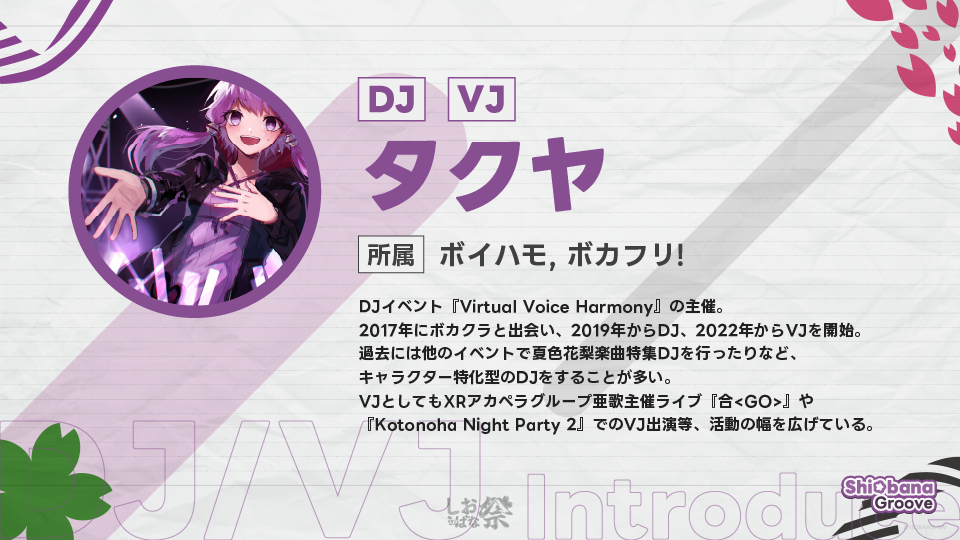 DJ VJ
タクヤ
所属 ボイハモ, ボカフリ!
DJイベント『Virtual Voice Harmony』の主催。
2017年にボカクラと出会い、2019年からDJ、2022年からVJを開始。
過去には他のイベントで夏色花梨楽曲特集DJを行ったりなど、
キャラクター特化型のDJをすることが多い。
VJとしてもXRアカペラグループ亜歌主催ライブ『合<GO>』や
『Kotonoha Night Party 2』でのVJ出演等、活動の幅を広げている。
DJ/VJ Introduce
しおばな祭
Shiobana
Groove